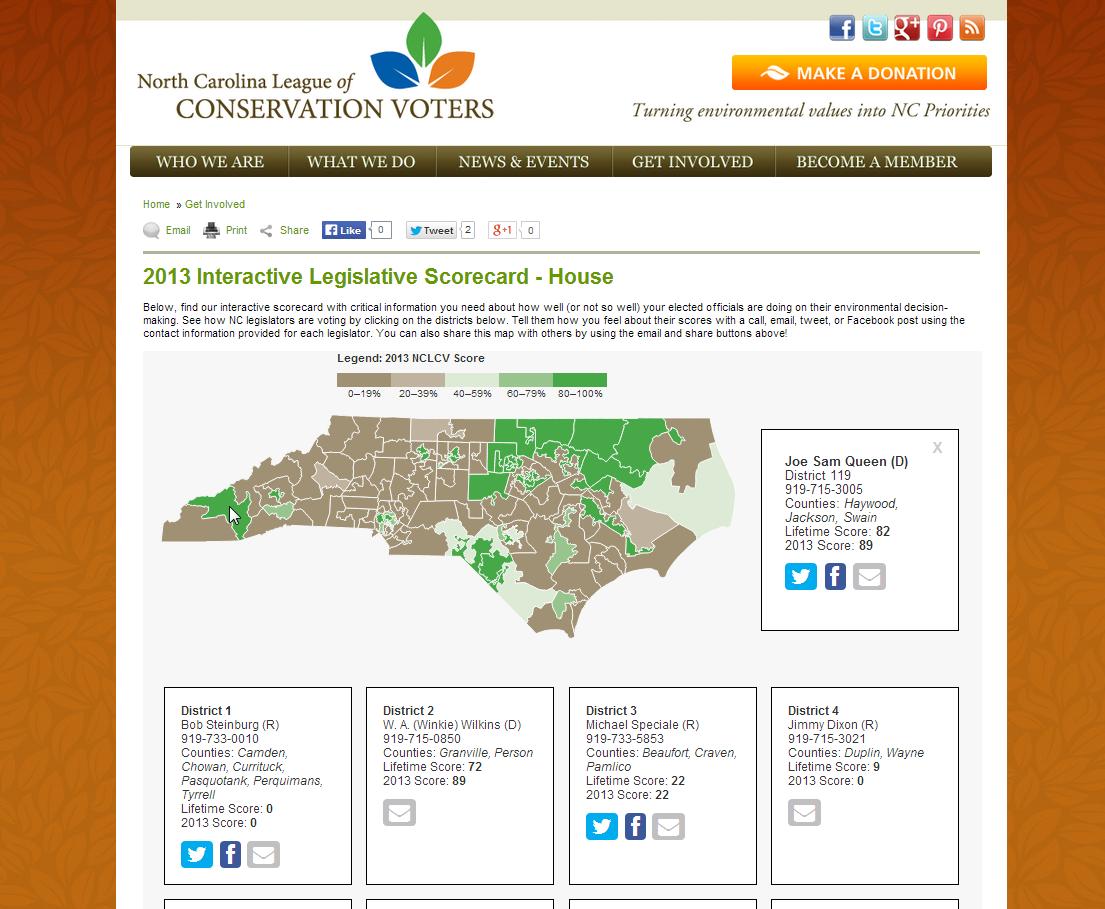 North Carolina League of
CONSERVATION VOTERS
MAKE A DONATION
Turning environmental values into NC Priorities
WHO WE ARE
WHAT WE DO
NEWS & EVENTS
GET INVOLVED
BECOME A MEMBER
Home » Get Involved
Email Print Share Like 0 Tweet 2 g+1 0
2013 Interactive Legislative Scorecard - House
Below, find our interactive scorecard with critical information you need about how well (or not so well) your elected officials are doing on their environmental decision-
making. See how NC legislators are voting by clicking on the districts below. Tell them how you feel about their scores with a call, email, tweet, or Facebook post using the
contact information provided for each legislator. You can also share this map with others by using the email and share buttons above!
Legend: 2013 NCLCV Score
0–19% 20–39% 40–59% 60–79% 80–100%
X
Joe Sam Queen (D)
District 119
919-715-3005
Counties: Haywood,
Jackson, Swain
Lifetime Score: 82
2013 Score: 89
District 1
Bob Steinburg (R)
919-733-0010
Counties: Camden,
Chowan, Currituck,
Pasquotank, Perquimans,
Tyrrell
Lifetime Score: 0
2013 Score: 0
District 2
W. A. (Winkie) Wilkins (D)
919-715-0850
Counties: Granville, Person
Lifetime Score: 72
2013 Score: 89
District 3
Michael Speciale (R)
919-733-5853
Counties: Beaufort, Craven,
Pamlico
Lifetime Score: 22
2013 Score: 22
District 4
Jimmy Dixon (R)
919-715-3021
Counties: Duplin, Wayne
Lifetime Score: 9
2013 Score: 0